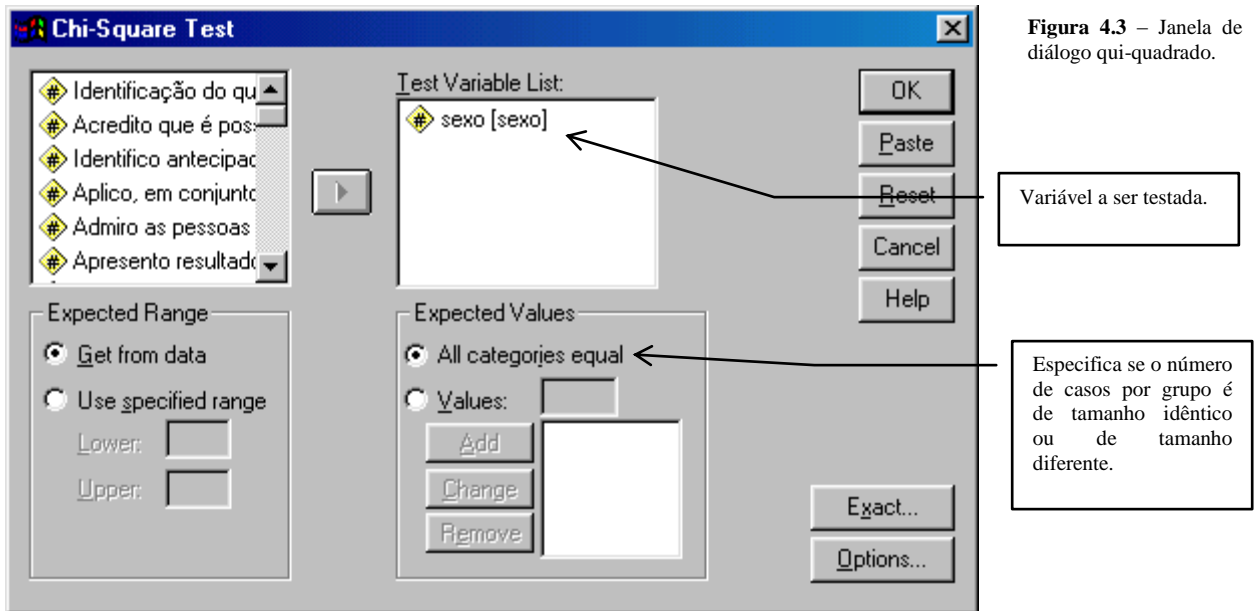 Chi-Square Test
Figura 4.3 – Janela de
diálogo qui-quadrado.
Identificação do qu
Acredito que é pos
Identifico antecipac
Aplico, em conjunto
Admiro as pessoas
Apresento resultado
Test Variable List:
sexo [sexo]
OK
Paste
Reset
Cancel
Help
Variável a ser testada.
Expected Range
Get from data
Use specified range
Lower:
Upper:
Expected Values
All categories equal
Values:
Add
Change
Remove
Especifica se o número
de casos por grupo é
de tamanho idêntico
ou de tamanho
diferente.
Exact...
Options...